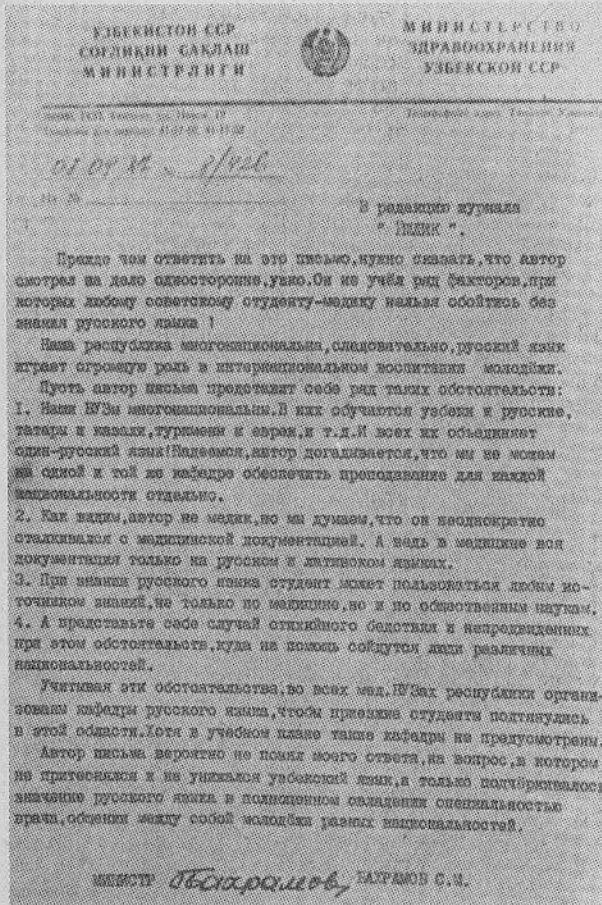 УЗБЕКИСТОН ССР
СОҒЛИҚНИ САҚЛАШ
МИНИСТРЛИГИ
МИНИСТЕРСТВО
ЗДРАВООХРАНЕНИЯ
УЗБЕКСКОЙ ССР
8/426
На №
В редакцию журнала
Прежде чем ответить на это письмо,нужно сказать,что автор
смотрел на дело односторонне,узко.Он не учёл ряд факторов,при
которых любому советскому студенту-медику нельзя обойтись без
знания русского языка !
Наша республика многонациональна,следовательно,русский язык
играет огромную роль в интернациональном воспитании молодёжи.
Пусть автор письма представит себе ряд таких обстоятельств:
1. Наши ВУЗы многонациональны.В них обучаются узбеки и русские,
татары и казахи,туркмены и евреи,и т.д.И всех их объединяет
один-русский язык!Надеемся,автор догадывается,что мы не можем
на одной и той же кафедре обеспечить преподавание для каждой
национальности отдельно.
2. Как видим,автор не медик,но мы думаем,что он неоднократно
сталкивался с медицинской документацией. А ведь в медицине вся
документация только на русском и латинском языках.
3. При знании русского языка студент может пользоваться любым ис-
точником знаний,не только по медицине,но и по общественным наукам.
4. А представьте себе случай стихийного бедствия и непредвиденных
при этом обстоятельств,куда на помощь сойдутся люди различных
национальностей.
Учитывая эти обстоятельства,во всех мед.ВУЗах республики органи-
зованы кафедры русского языка,чтобы приезжие студенты подтянулись
в этой области.Хотя в учебном плане такие кафедры не предусмотрены.
Автор письма вероятно не понял моего ответа,на вопрос,в котором
не притеснялся и не унижался узбекский язык,а только подчёркивалось
значение русского языка в полноценном овладении специальностью
врача,общении между собой молодёжи разных национальностей.
МИНИСТР Бахрамов, БАХРАМОВ С.М.